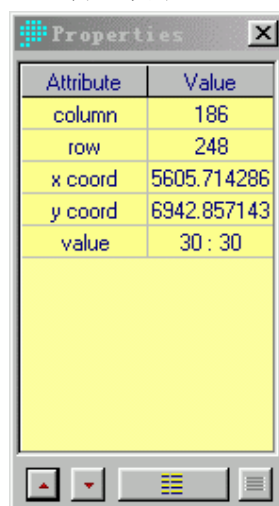 Properties
Attribute Value
column 186
row 248
x coord 5605.714286
y coord 6942.857143
value 30 : 30